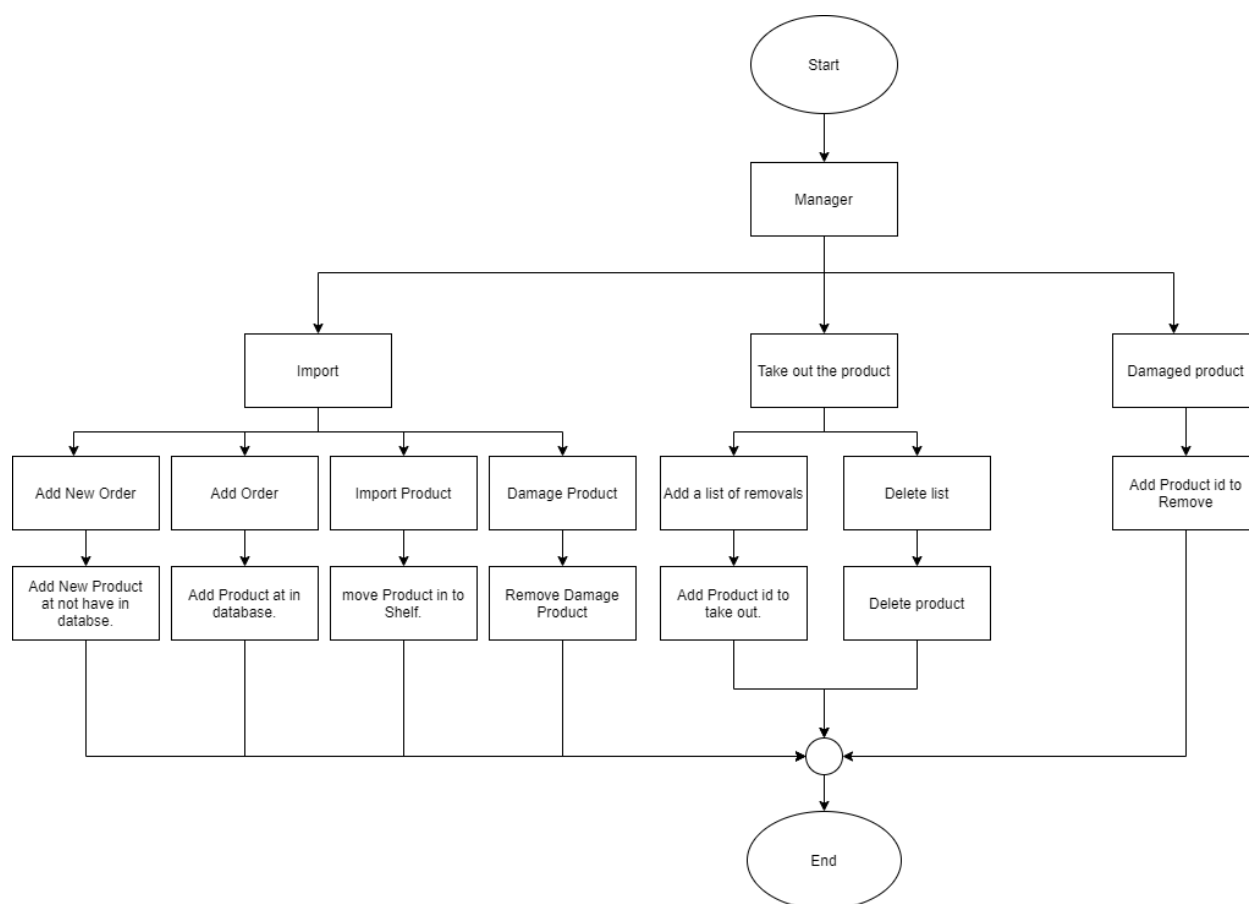 Start
Manager
Import
Take out the product
Damaged product
Add New Order
Add Order
Import Product
Damage Product
Add a list of removals
Delete list
Add Product id to
Remove
Add New Product
at not have in
databse.
Add Product at in
database.
move Product in to
Shelf.
Remove Damage
Product
Add Product id to
take out.
Delete product
End